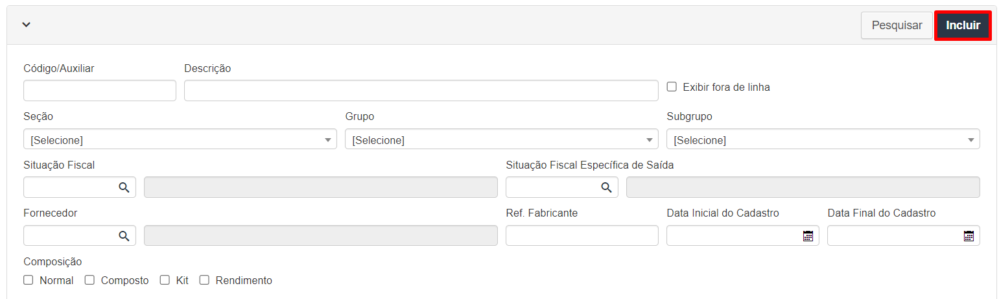 Pesquisar Incluir
Código/Auxiliar Descrição
Exibir fora de linha
Seção Grupo Subgrupo
[Selecione] [Selecione] [Selecione]
Situação Fiscal Situação Fiscal Específica de Saída
Fornecedor Ref. Fabricante Data Inicial do Cadastro Data Final do Cadastro
Composição
Normal Composto Kit Rendimento